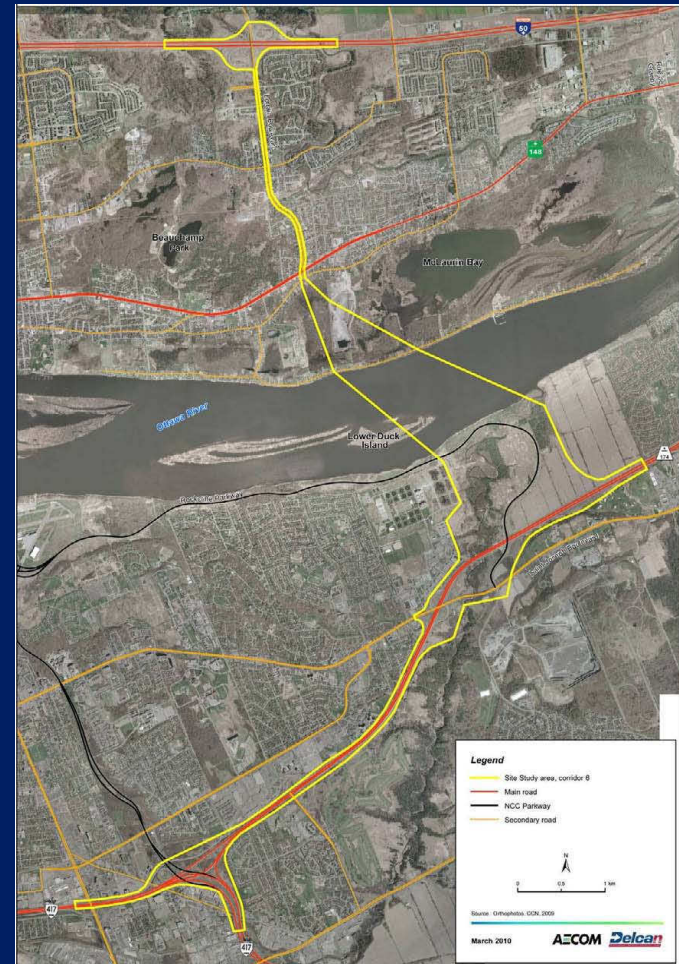 50
148
Beauchamp
Park
McLaurin Bay
Ottawa River
Lower Duck
Island
174
Rockcliffe Parkway
417
417
Legend
Site Study area, corridor 6
Main road
NCC Parkway
Secondary road
N
0 0,5 1 km
Source : Orthophotos, CCN, 2009
March 2010
AECOM Delcan